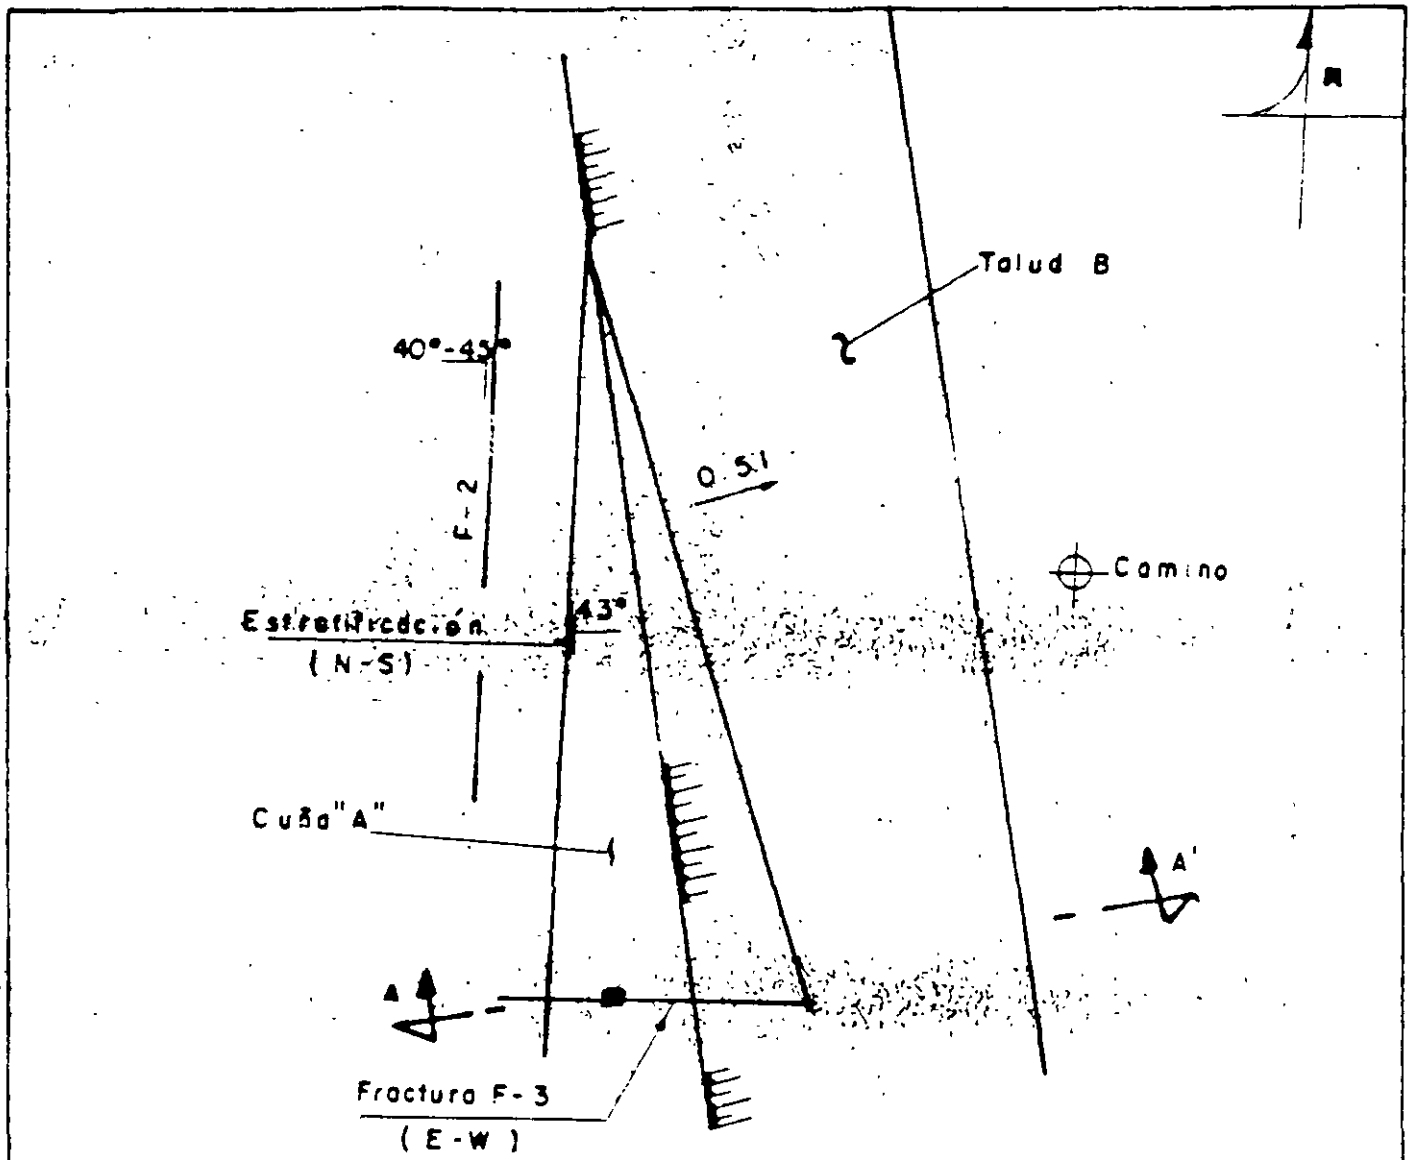 N
Talud B
40°-45°
0.5:1
F-2
Camino
43°
Estratificación
(N-S)
Cuña "A"
A'
A
Fractura F-3
(E-W)